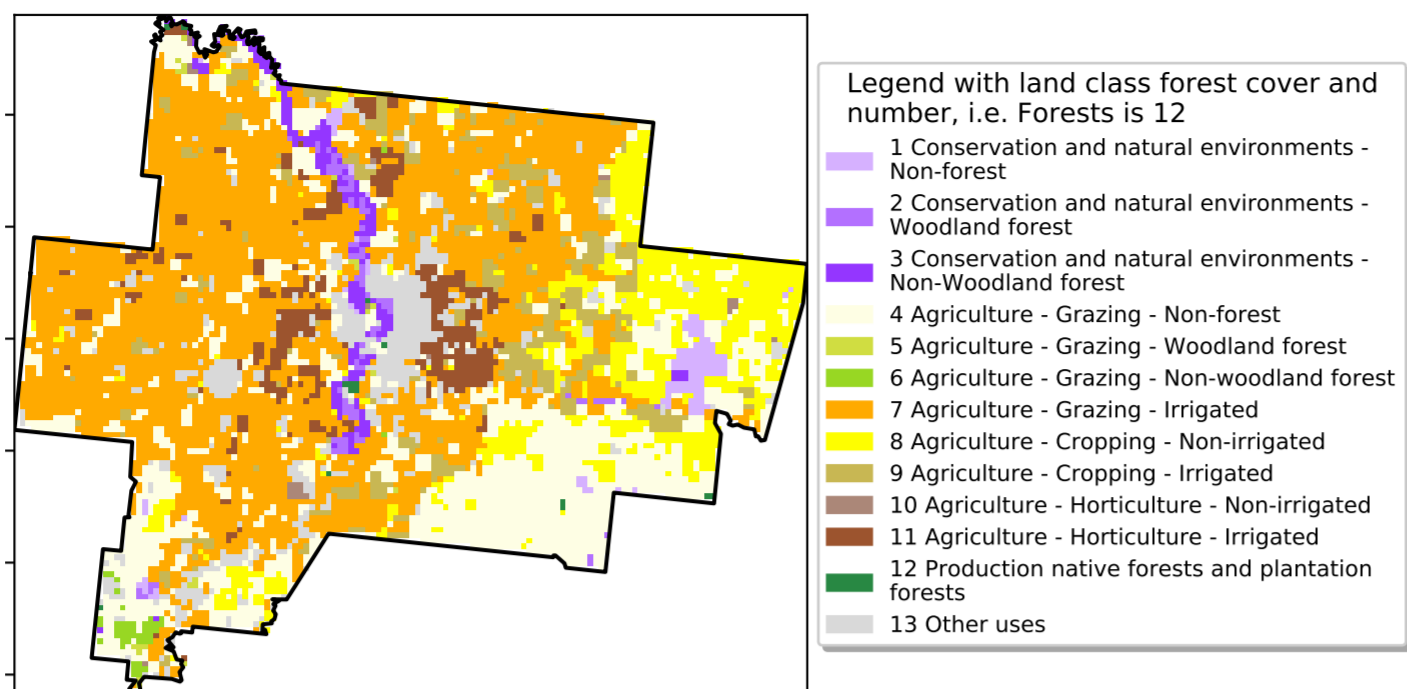 Legend with land class forest cover and
number, i.e. Forests is 12
1 Conservation and natural environments -
Non-forest
2 Conservation and natural environments -
Woodland forest
3 Conservation and natural environments -
Non-Woodland forest
4 Agriculture - Grazing - Non-forest
5 Agriculture - Grazing - Woodland forest
6 Agriculture - Grazing - Non-woodland forest
7 Agriculture - Grazing - Irrigated
8 Agriculture - Cropping - Non-irrigated
9 Agriculture - Cropping - Irrigated
10 Agriculture - Horticulture - Non-irrigated
11 Agriculture - Horticulture - Irrigated
12 Production native forests and plantation
forests
13 Other uses